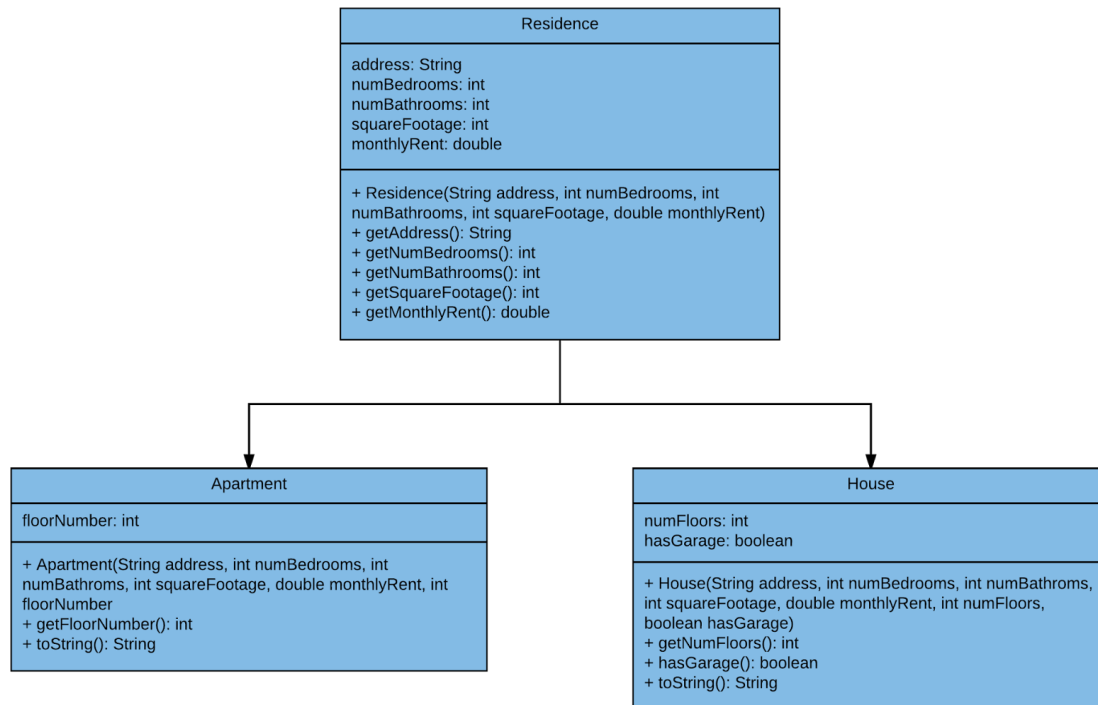 Residence
address: String
numBedrooms: int
numBathrooms: int
squareFootage: int
monthlyRent: double
+ Residence(String address, int numBedrooms, int
numBathrooms, int squareFootage, double monthlyRent)
+ getAddress(): String
+ getNumBedrooms(): int
+ getNumBathrooms(): int
+ getSquareFootage(): int
+ getMonthlyRent(): double
Apartment
floorNumber: int
+ Apartment(String address, int numBedrooms, int
numBathroms, int squareFootage, double monthlyRent, int
floorNumber
+ getFloorNumber(): int
+ toString(): String
House
numFloors: int
hasGarage: boolean
+ House(String address, int numBedrooms, int numBathroms,
int squareFootage, double monthlyRent, int numFloors,
boolean hasGarage)
+ getNumFloors(): int
+ hasGarage(): boolean
+ toString(): String